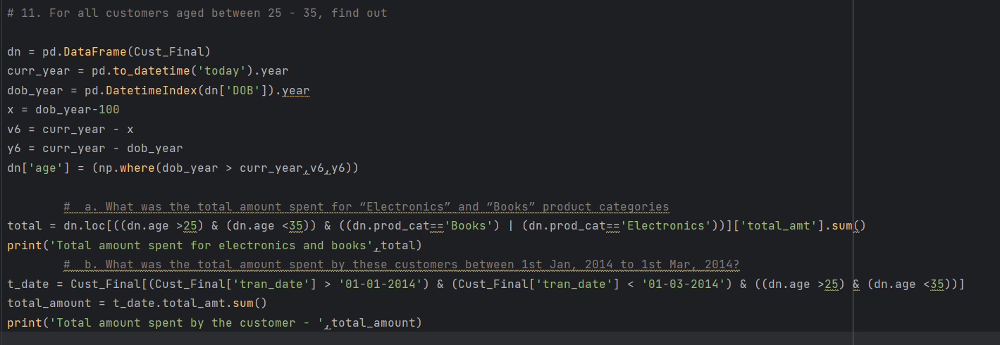 # 11. For all customers aged between 25 - 35, find out
dn = pd.DataFrame(Cust_Final)
curr_year = pd.to_datetime('today').year
dob_year = pd.DatetimeIndex(dn['DOB']).year
x = dob_year-100
v6 = curr_year - x
y6 = curr_year - dob_year
dn['age'] = (np.where(dob_year > curr_year,v6,y6))
#  a. What was the total amount spent for “Electronics” and “Books” product categories
total = dn.loc[((dn.age >25) & (dn.age <35)) & ((dn.prod_cat=='Books') | (dn.prod_cat=='Electronics'))]['total_amt'].sum()
print('Total amount spent for electronics and books',total)
#  b. What was the total amount spent by these customers between 1st Jan, 2014 to 1st Mar, 2014?
t_date = Cust_Final[(Cust_Final['tran_date'] > '01-01-2014') & (Cust_Final['tran_date'] < '01-03-2014') & ((dn.age >25) & (dn.age <35))]
total_amount = t_date.total_amt.sum()
print('Total amount spent by the customer - ',total_amount)